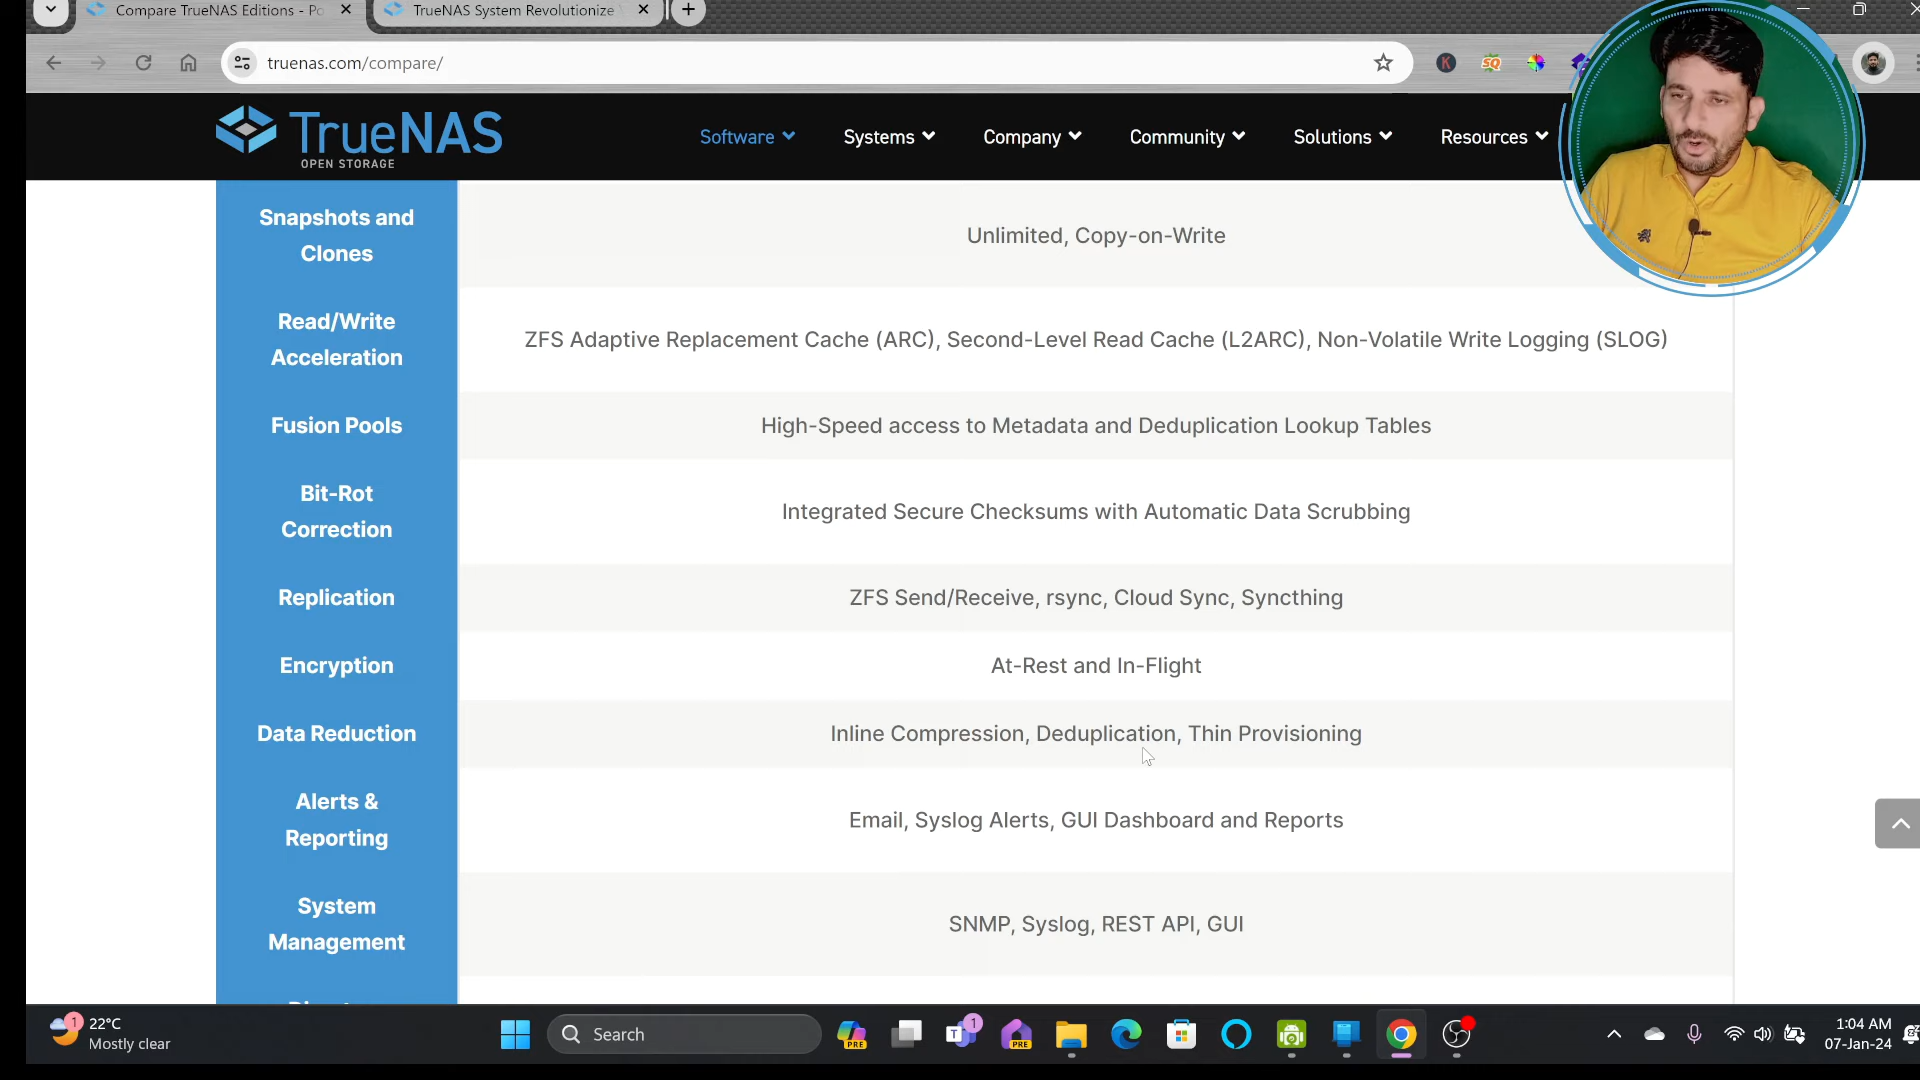 Compare TrueNAS Editions - Po
TrueNAS System Revolutionize
truenas.com/compare/
K
SQ
TrueNAS
OPEN STORAGE
Software
Systems
Company
Community
Solutions
Resources
Snapshots and
Clones
Unlimited, Copy-on-Write
Read/Write
Acceleration
ZFS Adaptive Replacement Cache (ARC), Second-Level Read Cache (L2ARC), Non-Volatile Write Logging (SLOG)
Fusion Pools
High-Speed access to Metadata and Deduplication Lookup Tables
Bit-Rot
Correction
Integrated Secure Checksums with Automatic Data Scrubbing
Replication
ZFS Send/Receive, rsync, Cloud Sync, Syncthing
Encryption
At-Rest and In-Flight
Data Reduction
Inline Compression, Deduplication, Thin Provisioning
Alerts &
Reporting
Email, Syslog Alerts, GUI Dashboard and Reports
System
Management
SNMP, Syslog, REST API, GUI
1
22°C
Mostly clear
Search
PRE
T
1
PRE
1:04 AM
07-Jan-24